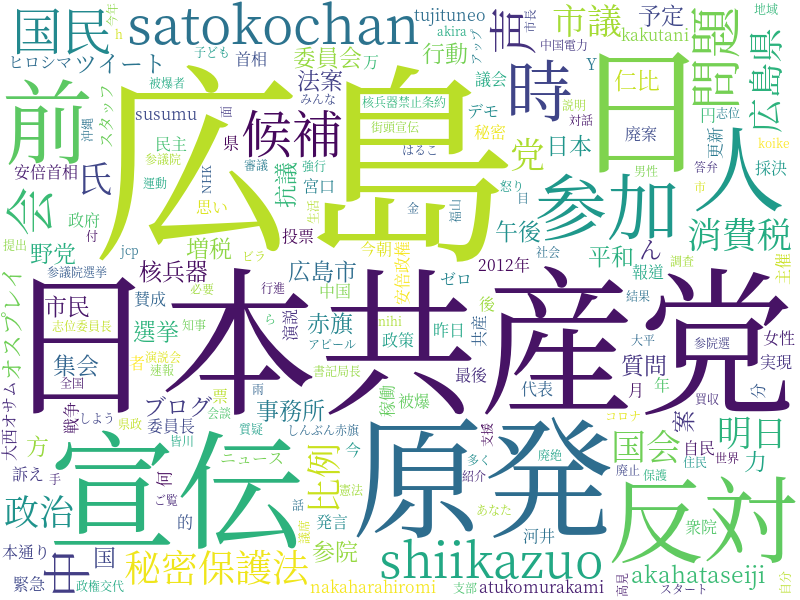 国民
satokochan
声
tujituneo
akira
アップ
市長
中国電力
今年
hr
市議
予定
kakutani
問題
地域
広島県
ヒロシマ
ツイート
被爆者
子ども
首相
委員会
万
行動
議会
Y
仁比
円
志位
更新
説明
前
広島
時
日
人
susumu
スタッフ
沖縄
法案
みんな
核兵器禁止条約
街頭宣伝
デモ
秘密
対話
日本
廃案
koike
民主
参議院
県
面
審議
はるこ
候補
党
男性
答弁
採決
市
安倍首相
氏
運動
NHK
強行
抗議
宮口
怒り
目
会
政府
付
思い
生活
金
福山
参加
消費税
提出
野党
jcp
増税
ビラ
投票
今朝
安倍政権
午後
平和
ん
社会
調査
主催
参議院選挙
核兵器
必要
行進
広島市
ゼロ
2012年
後
報道
結果
オスプレイ
市民
志位委員長
賛成
知事
ら
演説
中国
赤旗
アピール
nihi
昨日
政策
共産
参院選
大平
女性
実現
日本共産党
大西オサム
集会
全国
者
演説会
速報
選挙
雨
書記局長
最後
代表
質問
月
年
分
戦争
しよう
県政
ブログ
委員長
票
会談
事務所
稼働
被爆
コロナ
案
買収
宣伝
原発
皆川
質疑
しんぶん赤旗
支援
廃絶
国会
自民
明日
力
方
訴え
手
何
ご覧
ニュース
比例
今
憲法
多く
紹介
廃止
保護
住民
世界
反対
政治
的
話
議席
発言
参院
河井
あなた
衆院
本通り
中
国
秘密保護法
shiikazuo
akahataseiji
緊急
政権交代
nakaharahiromi
支部
atukomurakami
高見
スタート
自分